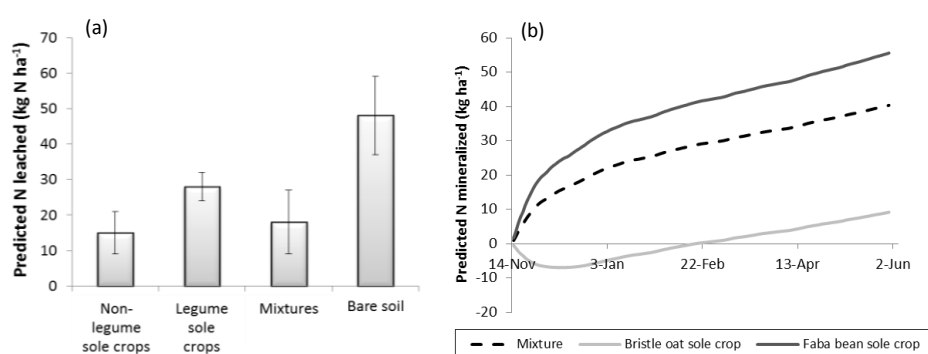 (a)
Predicted N leached (kg N ha⁻¹)
70
60
50
40
30
20
10
0
Non-
legume
sole crops
Legume
sole
crops
Mixtures
Bare soil
(b)
Predicted N mineralized (kg ha⁻¹)
60
50
40
30
20
10
0
-10
-20
14-Nov
3-Jan
22-Feb
13-Apr
2-Jun
Mixture
Bristle oat sole crop
Faba bean sole crop